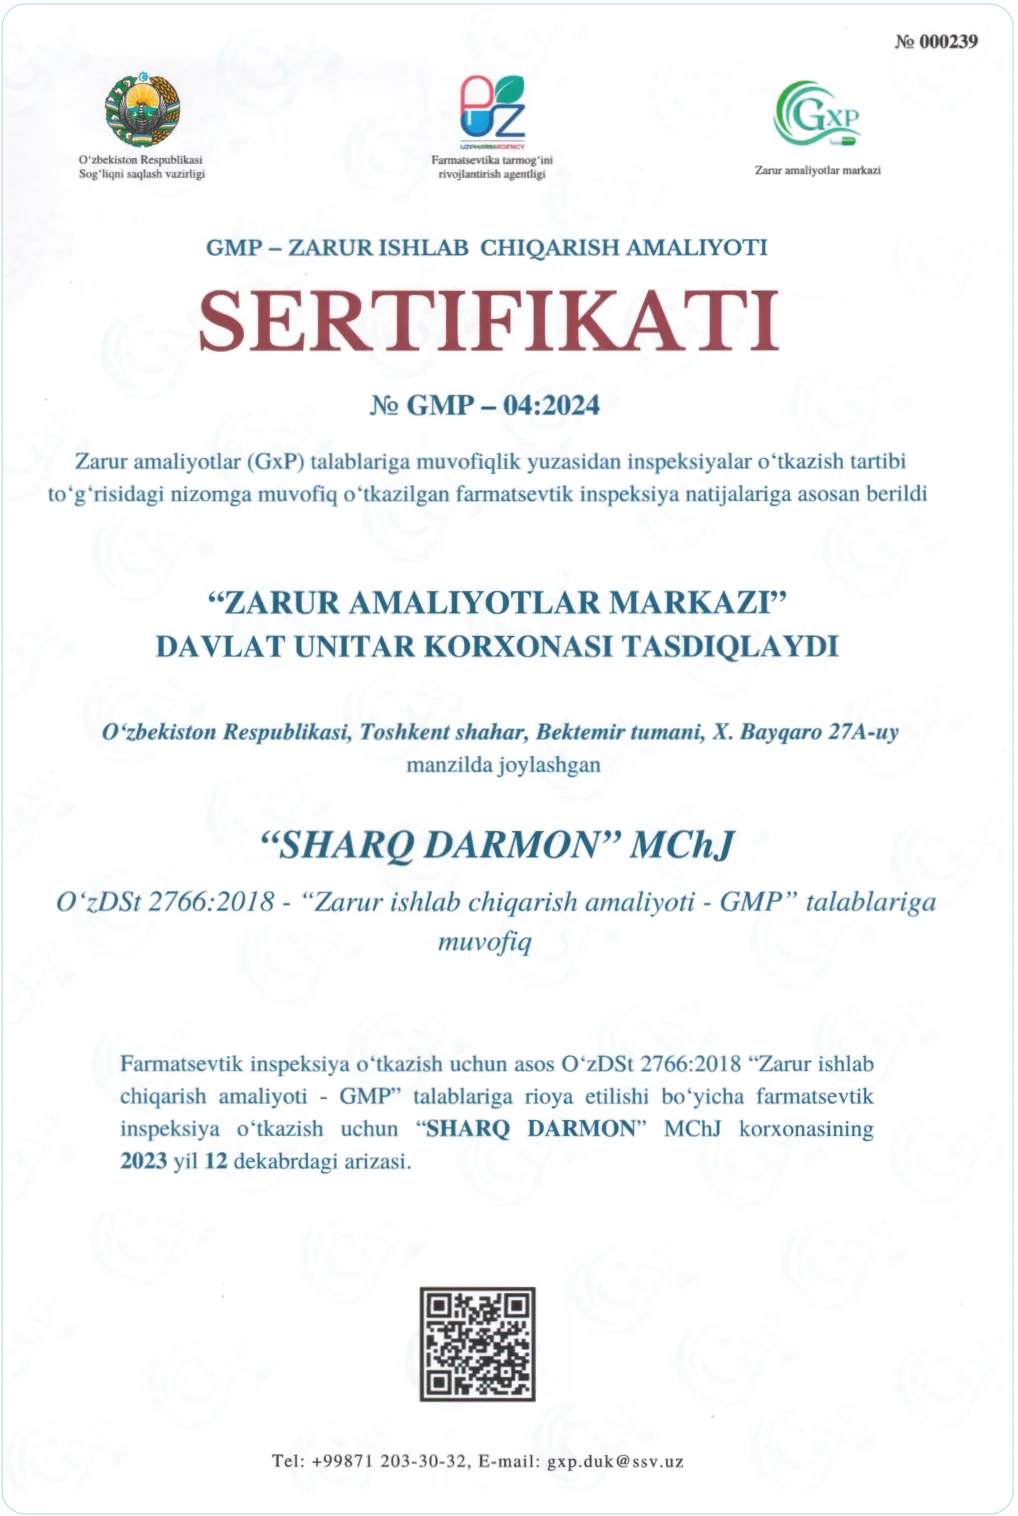 № 000239
O‘zbekiston Respublikasi
Sog‘liqni saqlash vazirligi
UZ
UZPHARMAGENCY
Farmatsevtika tarmog‘ini
rivojlantirish agentligi
GXP
Zarur amaliyotlar markazi
GMP – ZARUR ISHLAB CHIQARISH AMALIYOTI
SERTIFIKATI
№ GMP – 04:2024
Zarur amaliyotlar (GxP) talablariga muvofiqlik yuzasidan inspeksiyalar o‘tkazish tartibi
to‘g‘risidagi nizomga muvofiq o‘tkazilgan farmatsevtik inspeksiya natijalariga asosan berildi
“ZARUR AMALIYOTLAR MARKAZI”
DAVLAT UNITAR KORXONASI TASDIQLAYDI
O‘zbekiston Respublikasi, Toshkent shahar, Bektemir tumani, X. Bayqaro 27A-uy
manzilda joylashgan
“SHARQ DARMON” MChJ
O‘zDSt 2766:2018 - “Zarur ishlab chiqarish amaliyoti - GMP” talablariga
muvofiq
Farmatsevtik inspeksiya o‘tkazish uchun asos O‘zDSt 2766:2018 “Zarur ishlab
chiqarish amaliyoti - GMP” talablariga rioya etilishi bo‘yicha farmatsevtik
inspeksiya o‘tkazish uchun “SHARQ DARMON” MChJ korxonasining
2023 yil 12 dekabrdagi arizasi.
Tel: +99871 203-30-32, E-mail: gxp.duk@ssv.uz